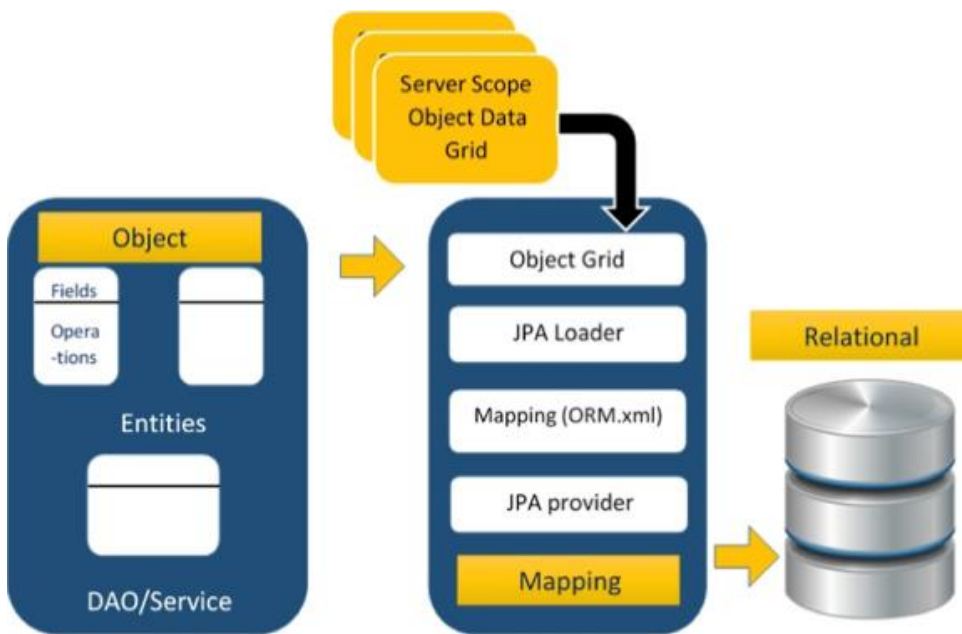 Server Scope
Object Data
Grid
Object
Fields
Opera
-tions
Entities
DAO/Service
Object Grid
JPA Loader
Mapping (ORM.xml)
JPA provider
Mapping
Relational